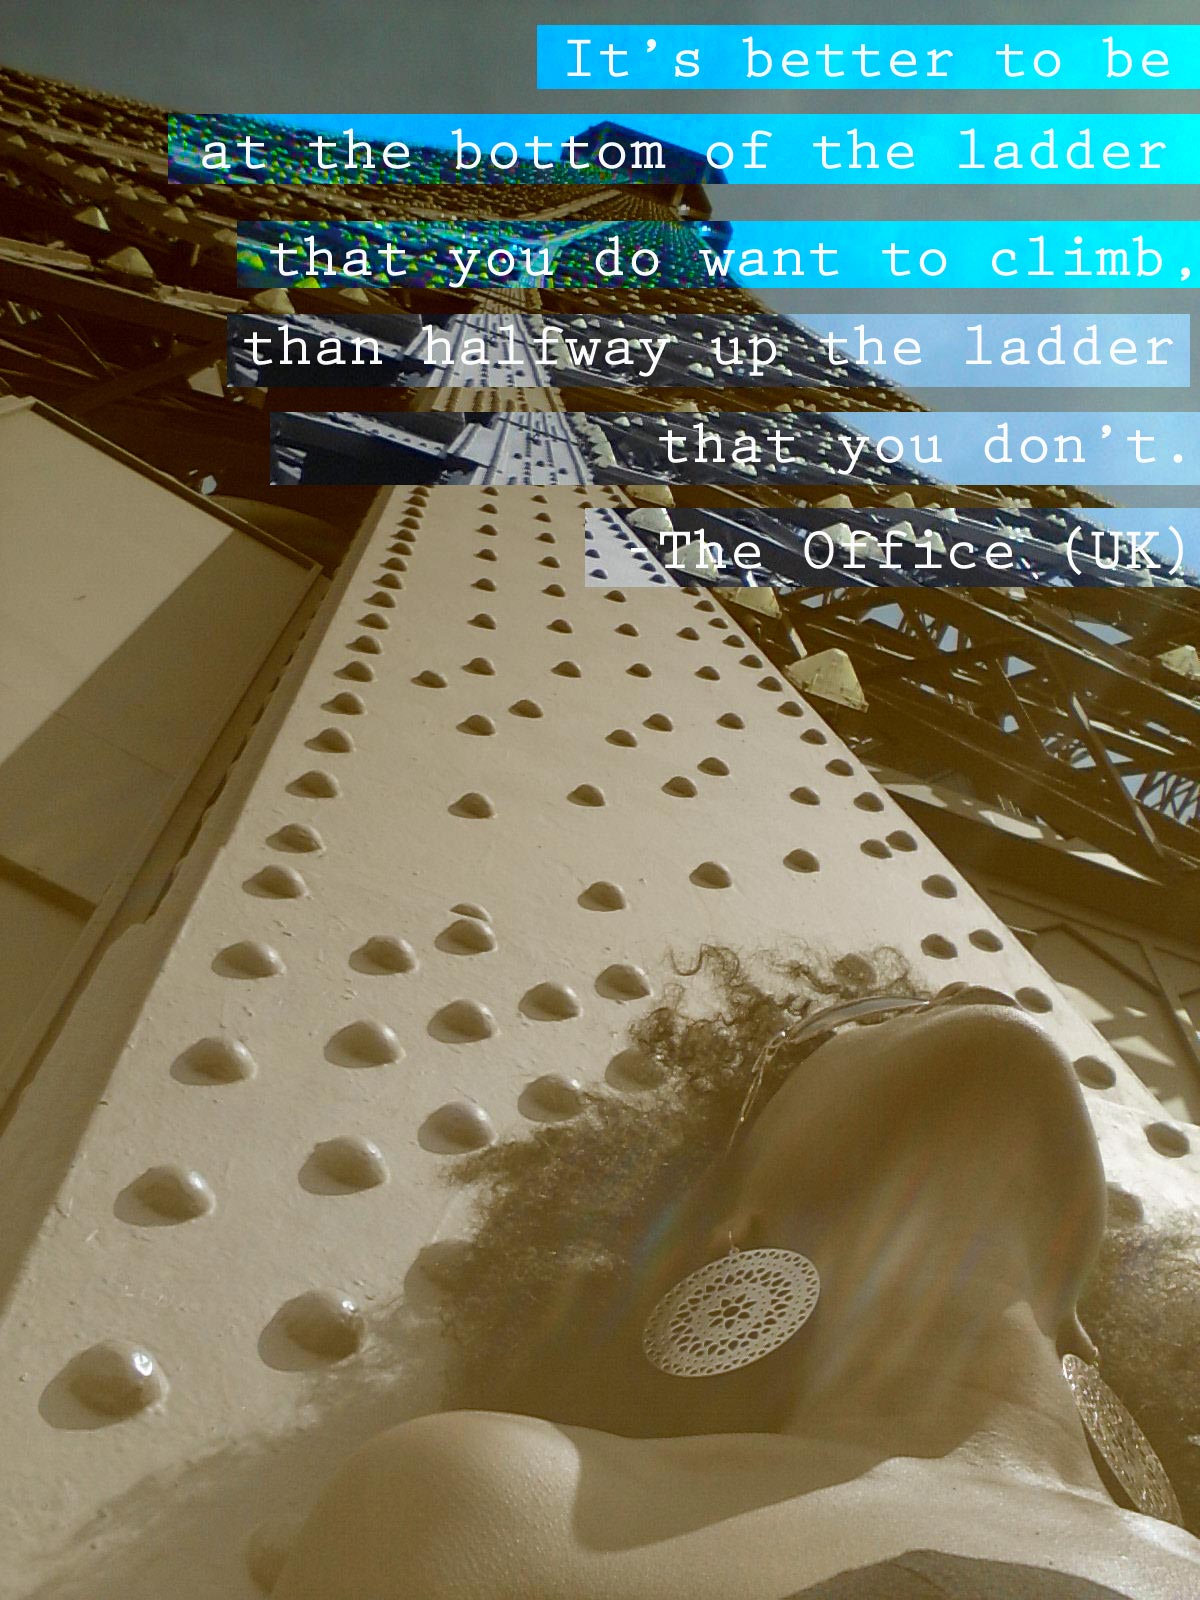 It's better to be
at the bottom of the ladder
that you do want to climb,
than halfway up the ladder
that you don't.
-The Office (UK)